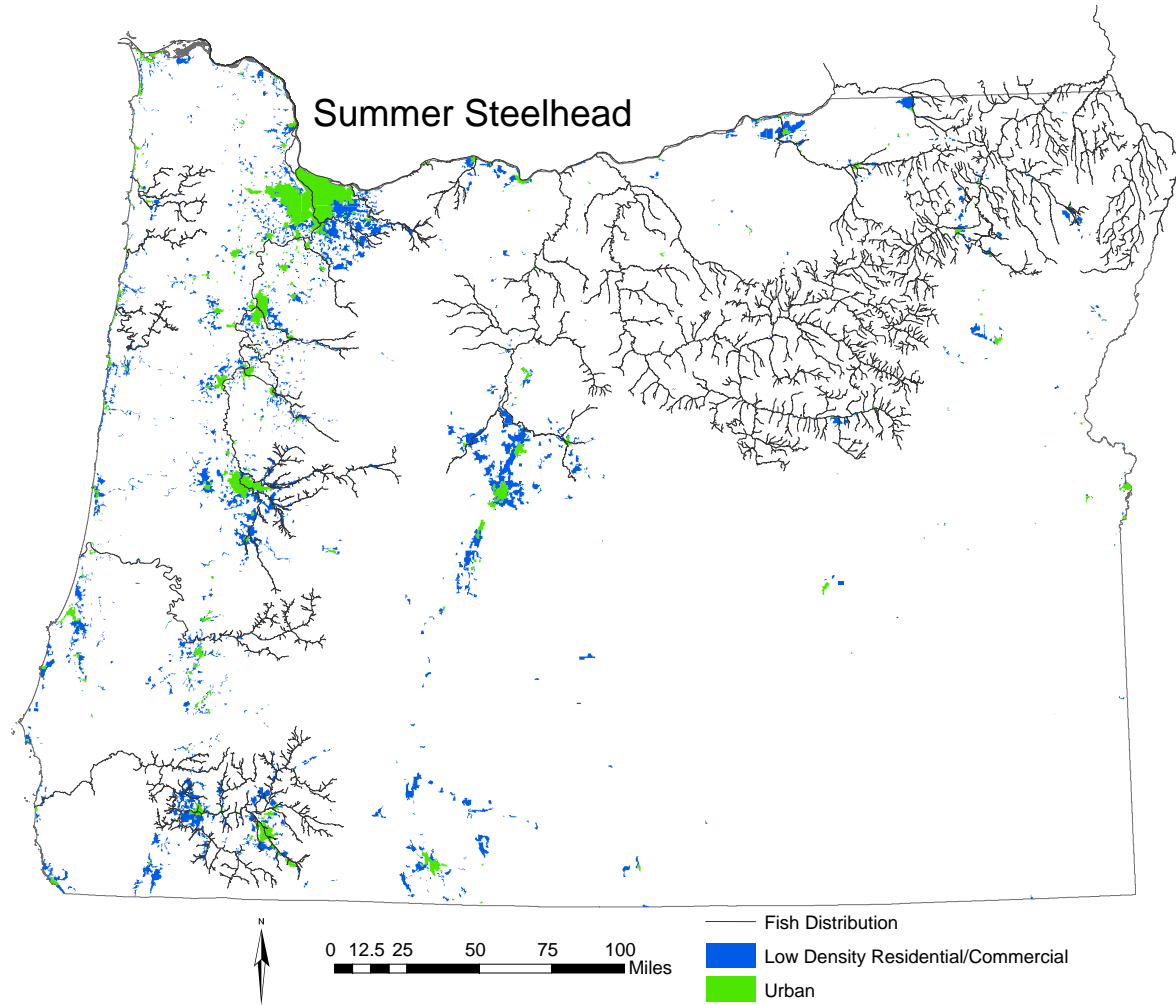 Summer Steelhead
N
0 12.5 25 50 75 100
Miles
Fish Distribution
Low Density Residential/Commercial
Urban